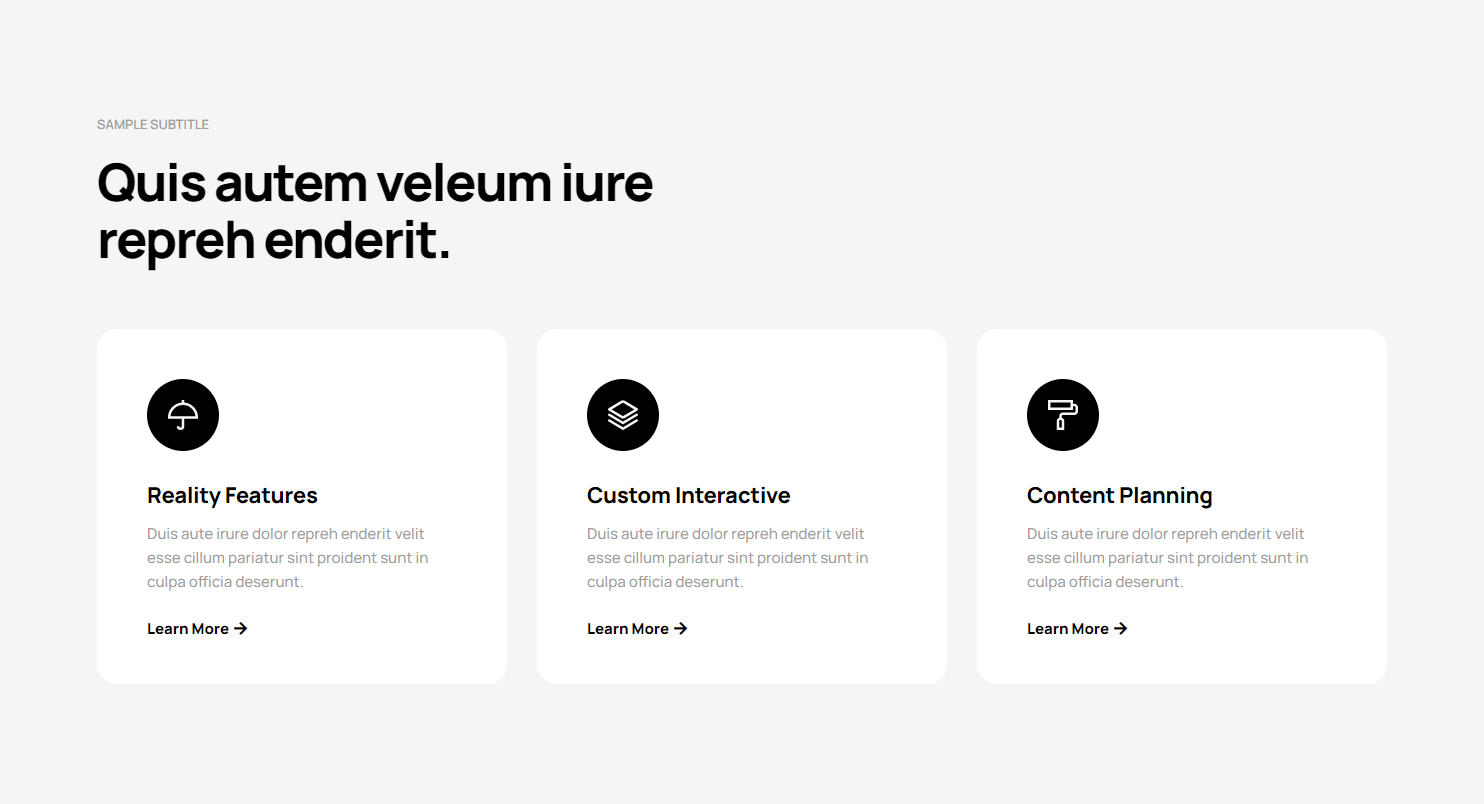 SAMPLE SUBTITLE
Quis autem veleum iure
repreh enderit.
Reality Features
Duis aute irure dolor repreh enderit velit
esse cillum pariatur sint proident sunt in
culpa officia deserunt.
Learn More →
Custom Interactive
Duis aute irure dolor repreh enderit velit
esse cillum pariatur sint proident sunt in
culpa officia deserunt.
Learn More →
Content Planning
Duis aute irure dolor repreh enderit velit
esse cillum pariatur sint proident sunt in
culpa officia deserunt.
Learn More →